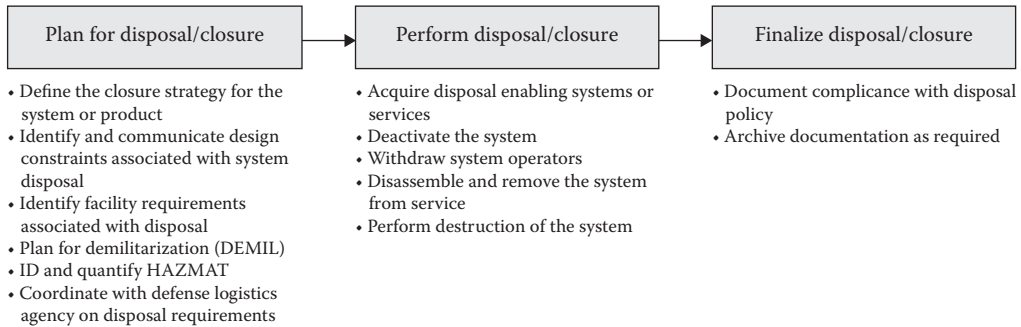 Plan for disposal/closure
• Define the closure strategy for the
system or product
• Identify and communicate design
constraints associated with system
disposal
• Identify facility requirements
associated with disposal
• Plan for demilitarization (DEMIL)
• ID and quantify HAZMAT
• Coordinate with defense logistics
agency on disposal requirements
Perform disposal/closure
• Acquire disposal enabling systems or
services
• Deactivate the system
• Withdraw system operators
• Disassemble and remove the system
from service
• Perform destruction of the system
Finalize disposal/closure
• Document complicance with disposal
policy
• Archive documentation as required